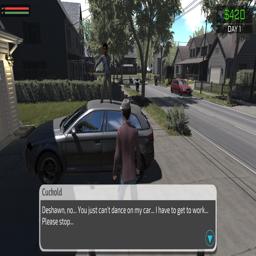 $420
DAY 1
Cuckold
Deshawn, no... You just can't dance on my car... I have to get to work...
Please stop...